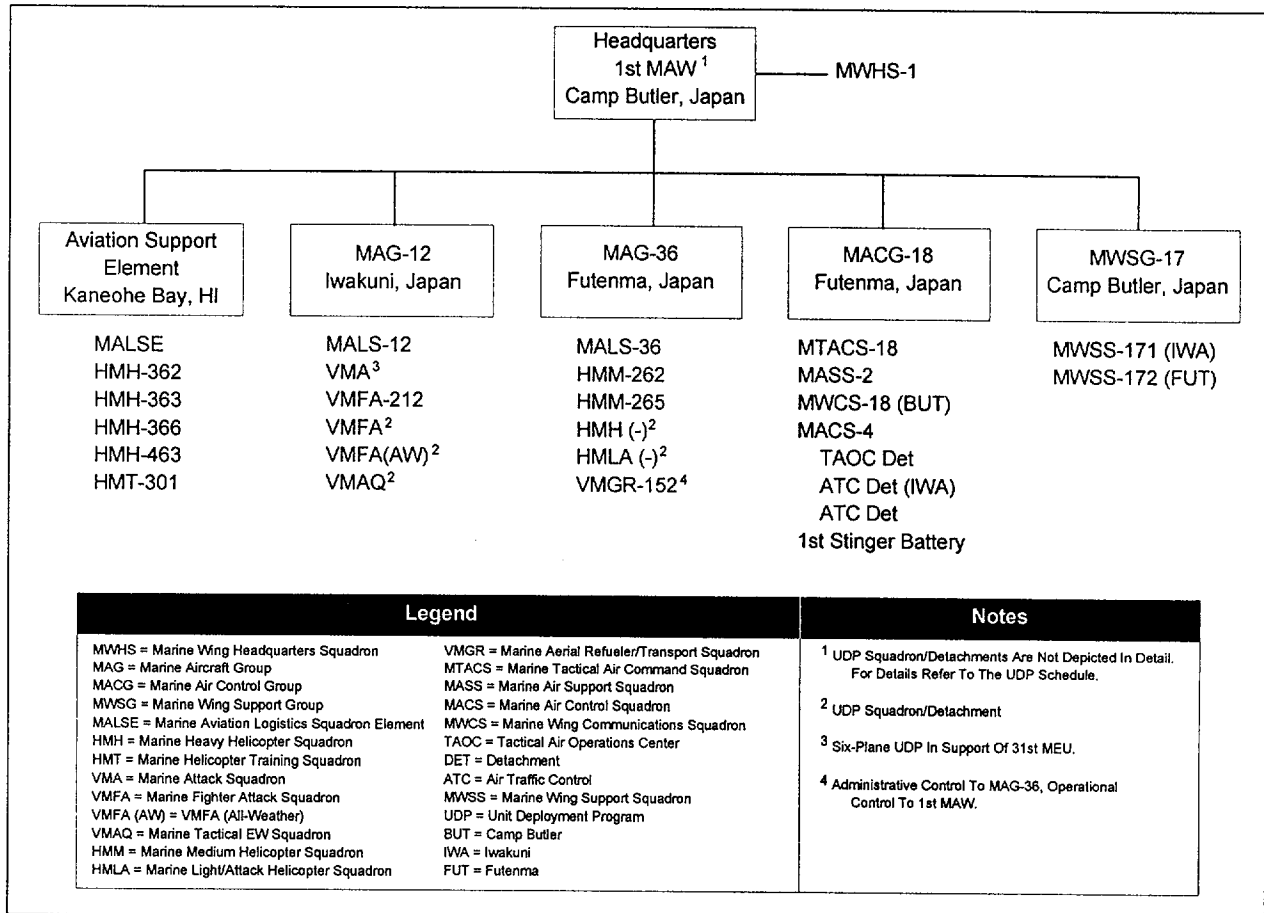 Headquarters
1st MAW 1
Camp Butler, Japan
MWHS-1
Aviation Support
Element
Kaneohe Bay, HI
MALSE
HMH-362
HMH-363
HMH-366
HMH-463
HMT-301
MAG-12
Iwakuni, Japan
MALS-12
VMA3
VMFA-212
VMFA2
VMFA(AW)2
VMAQ2
MAG-36
Futenma, Japan
MALS-36
HMM-262
HMM-265
HMH (-)2
HMLA (-)2
VMGR-1524
MACG-18
Futenma, Japan
MTACS-18
MASS-2
MWCS-18 (BUT)
MACS-4
TAOC Det
ATC Det (IWA)
ATC Det
1st Stinger Battery
MWSG-17
Camp Butler, Japan
MWSS-171 (IWA)
MWSS-172 (FUT)
Legend
MWHS = Marine Wing Headquarters Squadron
MAG = Marine Aircraft Group
MACG = Marine Air Control Group
MWSG = Marine Wing Support Group
MALSE = Marine Aviation Logistics Squadron Element
HMH = Marine Heavy Helicopter Squadron
HMT = Marine Helicopter Training Squadron
VMA = Marine Attack Squadron
VMFA = Marine Fighter Attack Squadron
VMFA (AW) = VMFA (All-Weather)
VMAQ = Marine Tactical EW Squadron
HMM = Marine Medium Helicopter Squadron
HMLA = Marine Light/Attack Helicopter Squadron
VMGR = Marine Aerial Refueler/Transport Squadron
MTACS = Marine Tactical Air Command Squadron
MASS = Marine Air Support Squadron
MACS = Marine Air Control Squadron
MWCS = Marine Wing Communications Squadron
TAOC = Tactical Air Operations Center
DET = Detachment
ATC = Air Traffic Control
MWSS = Marine Wing Support Squadron
UDP = Unit Deployment Program
BUT = Camp Butler
IWA = Iwakuni
FUT = Futenma
Notes
1 UDP Squadron/Detachments Are Not Depicted In Detail.
For Details Refer To The UDP Schedule.
2 UDP Squadron/Detachment
3 Six-Plane UDP In Support Of 31st MEU.
4 Administrative Control To MAG-36, Operational
Control To 1st MAW.